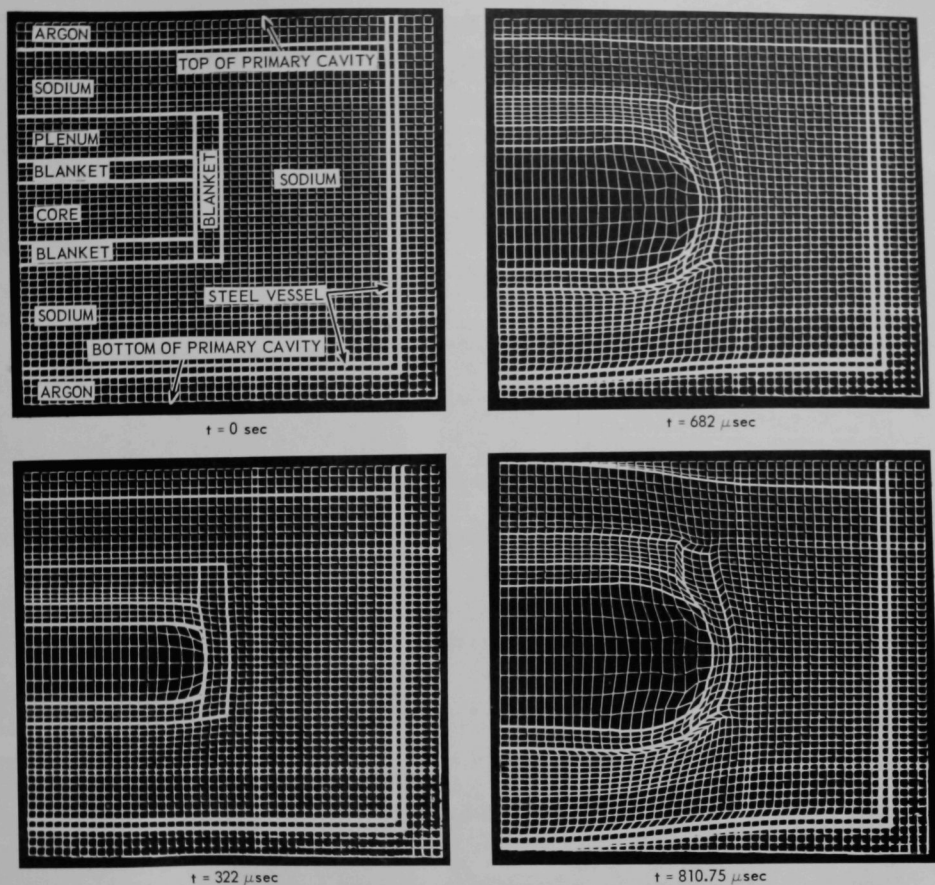 ARGON
TOP OF PRIMARY CAVITY
SODIUM
PLENUM
BLANKET
BLANKET
SODIUM
CORE
BLANKET
STEEL VESSEL
SODIUM
BOTTOM OF PRIMARY CAVITY
ARGON
t = 0 sec
t = 682 μsec
t = 322 μsec
t = 810.75 μsec